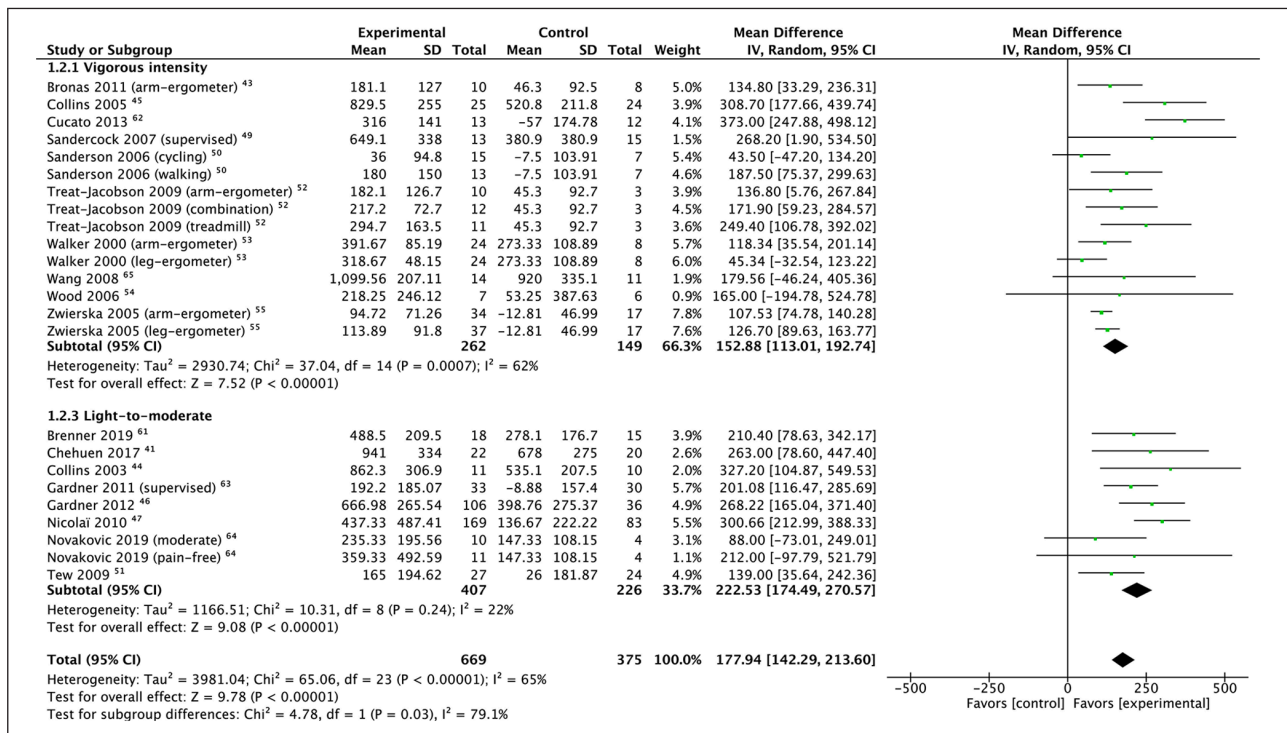 Experimental Control Mean Difference Mean Difference
Study or Subgroup Mean SD Total Mean SD Total Weight IV, Random, 95% CI IV, Random, 95% CI
1.2.1 Vigorous intensity
Bronas 2011 (arm-ergometer) 43 181.1 127 10 46.3 92.5 8 5.0% 134.80 [33.29, 236.31]
Collins 2005 45 829.5 255 25 520.8 211.8 24 3.9% 308.70 [177.66, 439.74]
Cucato 2013 62 316 141 13 -57 174.78 12 4.1% 373.00 [247.88, 498.12]
Sandercock 2007 (supervised) 49 649.1 338 13 380.9 380.9 15 1.5% 268.20 [1.90, 534.50]
Sanderson 2006 (cycling) 50 36 94.8 15 -7.5 103.91 7 5.4% 43.50 [-47.20, 134.20]
Sanderson 2006 (walking) 50 180 150 13 -7.5 103.91 7 4.6% 187.50 [75.37, 299.63]
Treat-Jacobson 2009 (arm-ergometer) 52 182.1 126.7 10 45.3 92.7 3 3.9% 136.80 [5.76, 267.84]
Treat-Jacobson 2009 (combination) 52 217.2 72.7 12 45.3 92.7 3 4.5% 171.90 [59.23, 284.57]
Treat-Jacobson 2009 (treadmill) 52 294.7 163.5 11 45.3 92.7 3 3.5% 249.40 [106.78, 392.02]
Walker 2000 (arm-ergometer) 53 391.67 85.19 24 273.33 108.89 8 5.7% 118.34 [35.54, 201.14]
Walker 2000 (leg-ergometer) 53 318.67 48.15 24 273.33 108.89 8 6.0% 45.34 [-32.54, 123.22]
Wang 2008 65 1,099.56 207.11 14 920 335.1 11 1.9% 179.56 [-46.24, 405.36]
Wood 2006 54 218.25 246.12 7 53.25 387.63 6 0.9% 165.00 [-194.78, 524.78]
Zwierska 2005 (arm-ergometer) 55 94.72 71.26 34 -12.81 46.99 17 7.8% 107.53 [74.78, 140.28]
Zwierska 2005 (leg-ergometer) 55 113.89 91.8 37 -12.81 46.99 17 7.6% 126.70 [89.63, 163.77]
Subtotal (95% CI) 262 149 66.3% 152.88 [113.01, 192.74]
Heterogeneity: Tau² = 2930.74; Chi² = 37.04, df = 14 (P = 0.0007); I² = 62%
Test for overall effect: Z = 7.52 (P < 0.00001)
1.2.3 Light-to-moderate
Brenner 2019 61 488.5 209.5 18 278.1 176.7 15 3.9% 210.40 [78.63, 342.17]
Chehuen 2017 41 941 334 22 678 275 20 2.6% 263.00 [78.60, 447.40]
Collins 2003 44 862.3 306.9 11 535.1 207.5 10 2.0% 327.20 [104.87, 549.53]
Gardner 2011 (supervised) 63 192.2 185.07 33 -8.88 157.4 30 5.7% 201.08 [116.47, 285.69]
Gardner 2012 46 666.98 265.54 106 398.76 275.37 36 4.9% 268.22 [165.04, 371.40]
Nicolaï 2010 47 437.33 487.41 169 136.67 222.22 83 5.5% 300.66 [212.99, 388.33]
Novakovic 2019 (moderate) 64 235.33 195.56 10 147.33 108.15 4 3.1% 88.00 [-73.01, 249.01]
Novakovic 2019 (pain-free) 64 359.33 492.59 11 147.33 108.15 4 1.1% 212.00 [-97.79, 521.79]
Tew 2009 51 165 194.62 27 26 181.87 24 4.9% 139.00 [35.64, 242.36]
Subtotal (95% CI) 407 226 33.7% 222.53 [174.49, 270.57]
Heterogeneity: Tau² = 1166.51; Chi² = 10.31, df = 8 (P = 0.24); I² = 22%
Test for overall effect: Z = 9.08 (P < 0.00001)
Total (95% CI) 669 375 100.0% 177.94 [142.29, 213.60]
Heterogeneity: Tau² = 3981.04; Chi² = 65.06, df = 23 (P < 0.00001); I² = 65%
Test for overall effect: Z = 9.78 (P < 0.00001)
Test for subgroup differences: Chi² = 4.78, df = 1 (P = 0.03), I² = 79.1%
-500 -250 0 250 500
Favors [control] Favors [experimental]